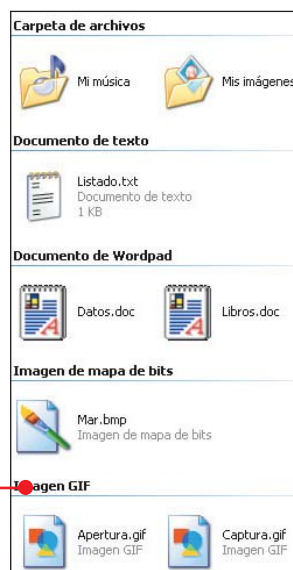 Carpeta de archivos
Mi música Mis imágenes
Documento de texto
Listado.txt
Documento de texto
1 KB
Documento de Wordpad
Datos.doc Libros.doc
Imagen de mapa de bits
Mar.bmp
Imagen de mapa de bits
Imagen GIF
Apertura.gif Captura.gif
Imagen GIF Imagen GIF